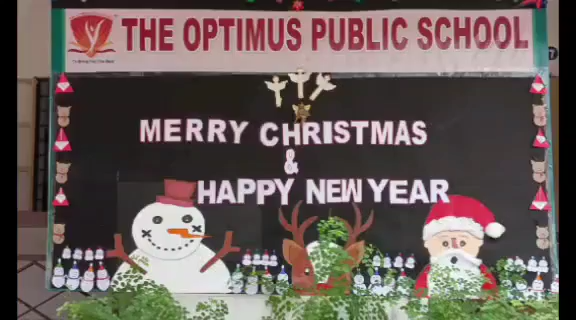 THE OPTIMUS PUBLIC SCHOOL
MERRY CHRISTMAS
&
HAPPY NEW YEAR